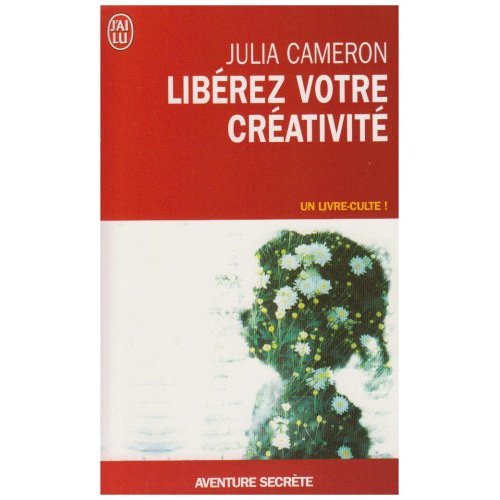 J'AI
LU
JULIA CAMERON
LIBÉREZ VOTRE
CRÉATIVITÉ
UN LIVRE-CULTE !
AVENTURE SECRÈTE